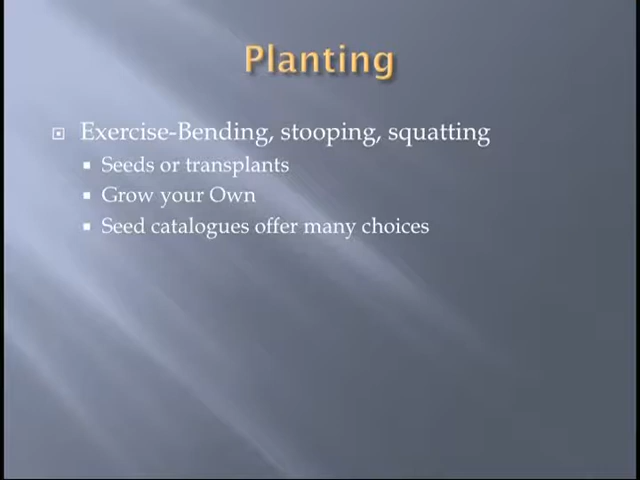 Planting
Exercise-Bending, stooping, squatting
Seeds or transplants
Grow your Own
Seed catalogues offer many choices